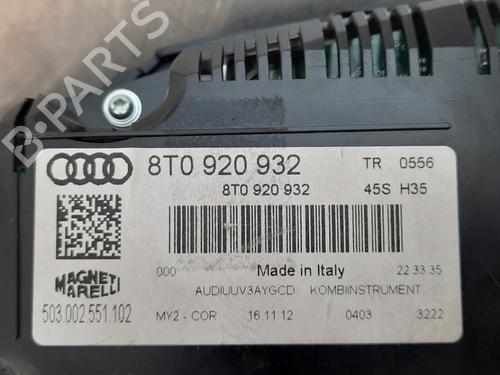 B-PARTS
8T0 920 932 TR 0556
8T0 920 932 45S H35
000 Made in Italy 22 33 35
MAGNETI MARELLI
AUDIUUV3AYGCD KOMBIINSTRUMENT
503.002.551.102 MY2 - COR 16.11.12 0403 3222